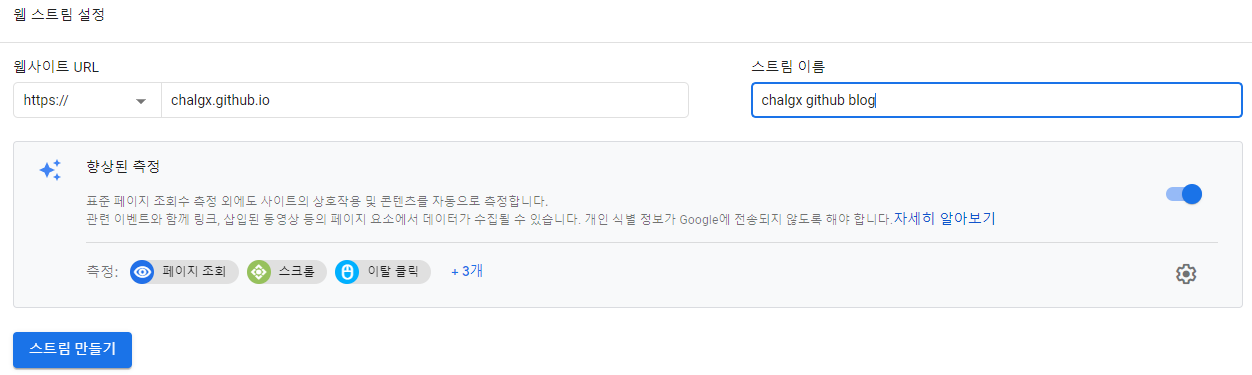 웹 스트림 설정
웹사이트 URL
스트림 이름
https://
chalgx.github.io
chalgx github blog
향상된 측정
표준 페이지 조회수 측정 외에도 사이트의 상호작용 및 콘텐츠를 자동으로 측정합니다.
관련 이벤트와 함께 링크, 삽입된 동영상 등의 페이지 요소에서 데이터가 수집될 수 있습니다. 개인 식별 정보가 Google에 전송되지 않도록 해야 합니다.자세히 알아보기
측정: 페이지 조회 스크롤 이탈 클릭 + 3개
스트림 만들기